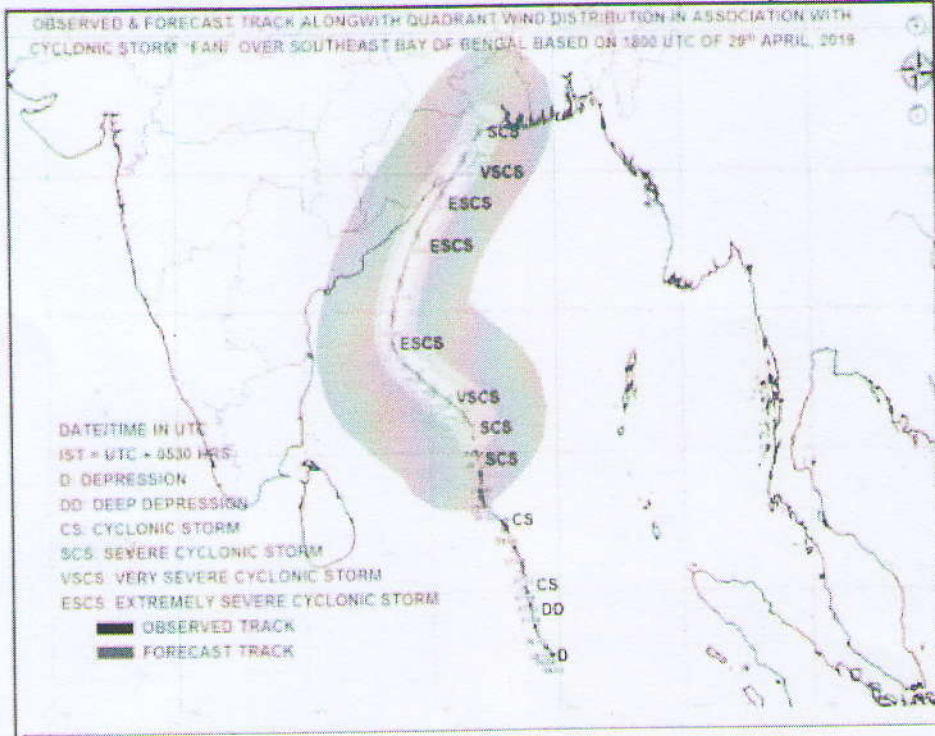 OBSERVED & FORECAST TRACK ALONGWITH QUADRANT WIND DISTRIBUTION IN ASSOCIATION WITH
CYCLONIC STORM "FANI" OVER SOUTHEAST BAY OF BENGAL BASED ON 1800 UTC OF 29TH APRIL, 2019
SCS
VSCS
ESCS
ESCS
ESCS
VSCS
SCS
SCS
CS
CS
DD
D
DATE/TIME IN UTC
IST = UTC + 0530 HRS
D: DEPRESSION
DD: DEEP DEPRESSION
CS: CYCLONIC STORM
SCS: SEVERE CYCLONIC STORM
VSCS: VERY SEVERE CYCLONIC STORM
ESCS: EXTREMELY SEVERE CYCLONIC STORM
OBSERVED TRACK
FORECAST TRACK